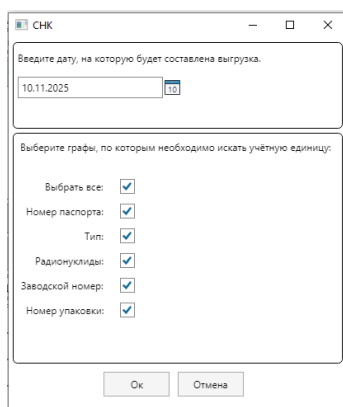 СНК
Введите дату, на которую будет составлена выгрузка.
10.11.2025
10
Выберите графы, по которым необходимо искать учётную единицу:
Выбрать все:
Номер паспорта:
Тип:
Радионуклиды:
Заводской номер:
Номер упаковки:
Ок Отмена